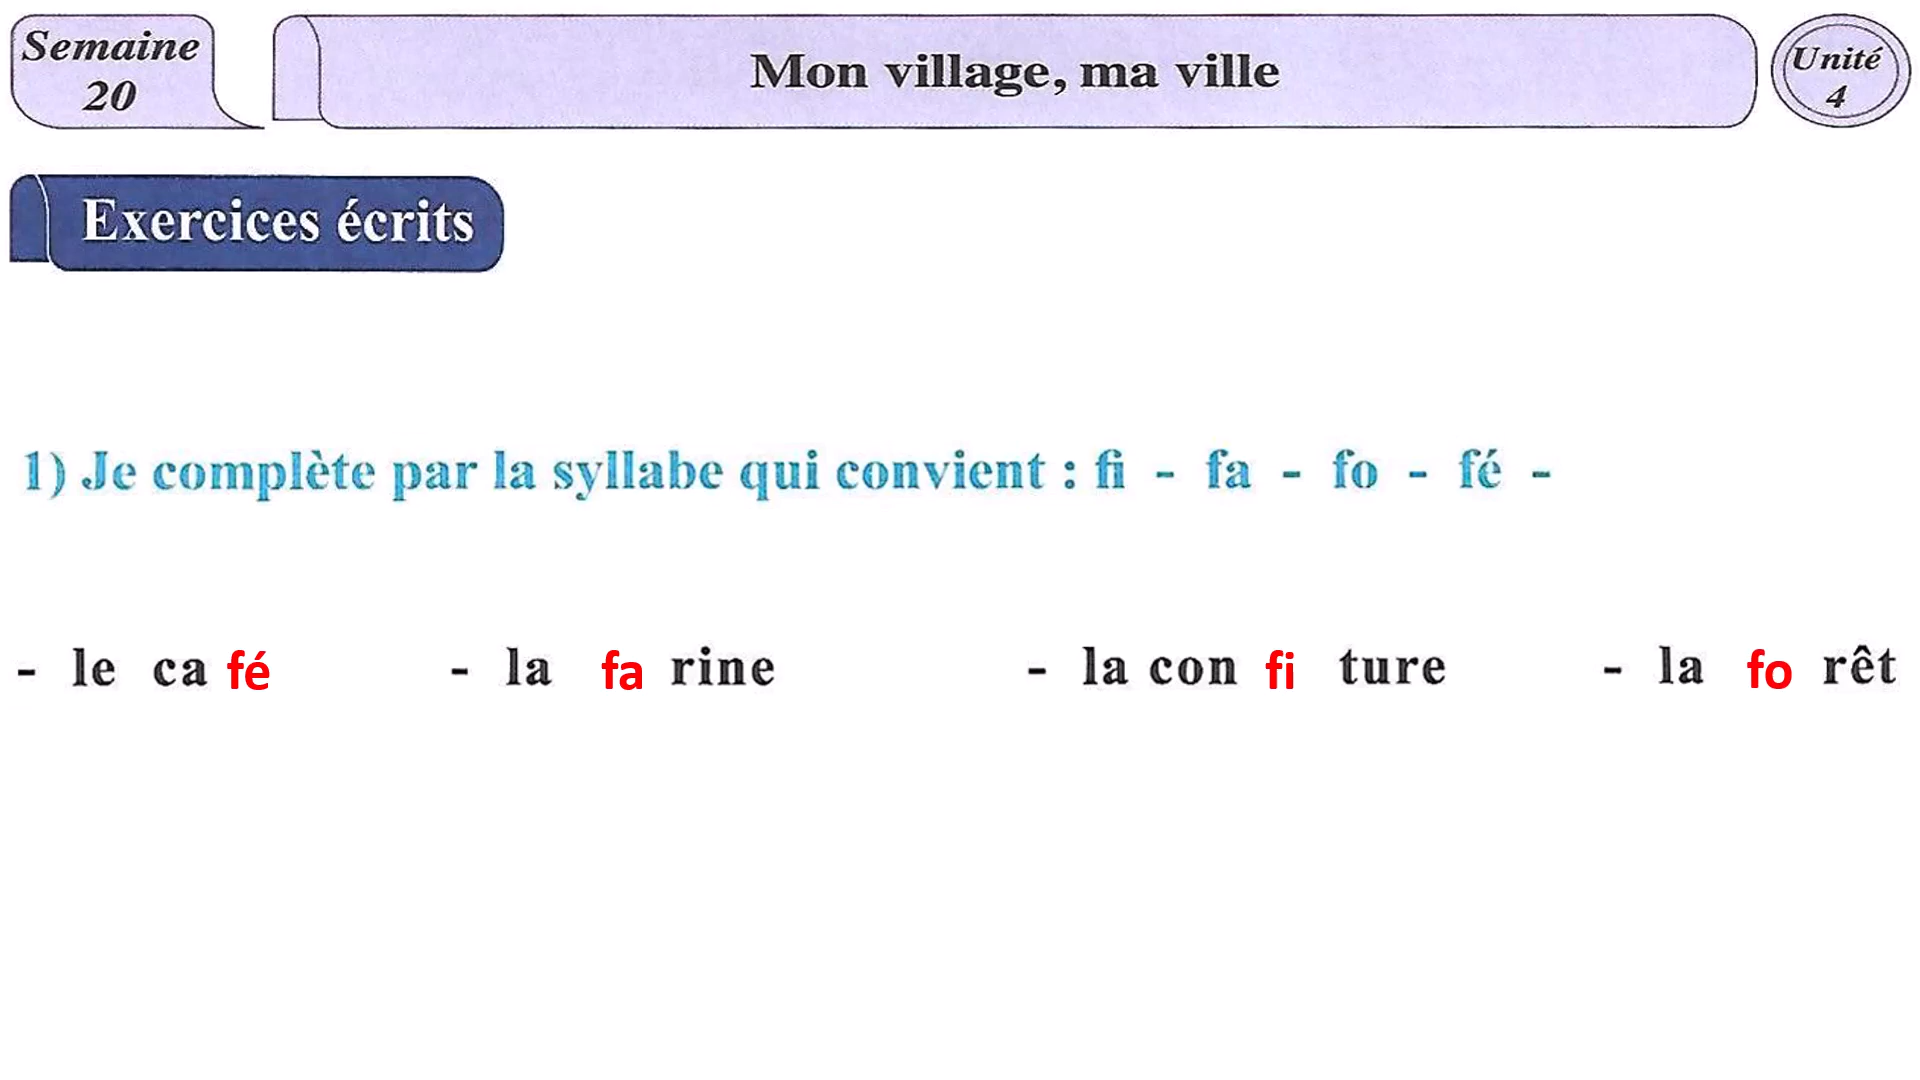 Semaine
20
Mon village, ma ville
Unité
4
Exercices écrits
1) Je complète par la syllabe qui convient : fi - fa - fo - fé -
- le ca fé - la fa rine - la con fi ture - la fo rêt